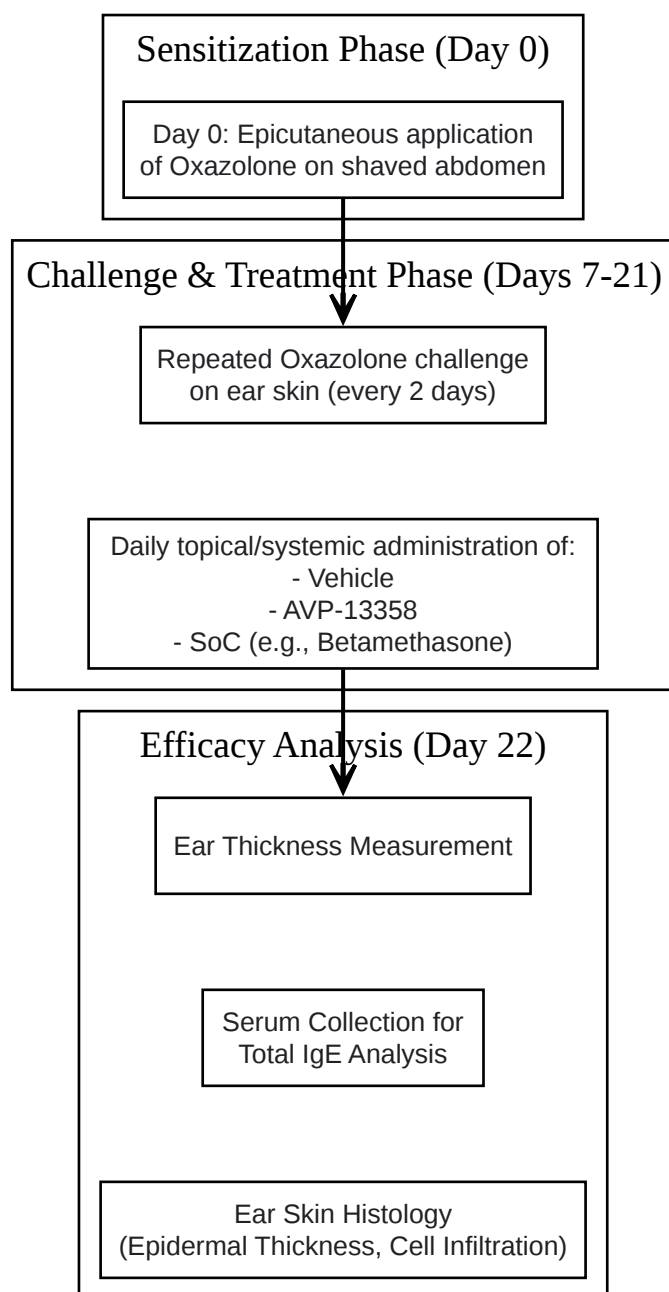 Sensitization Phase (Day 0)
Day 0: Epicutaneous application
of Oxazolone on shaved abdomen
Challenge & Treatment Phase (Days 7-21)
Repeated Oxazolone challenge
on ear skin (every 2 days)
Daily topical/systemic administration of:
- Vehicle
- AVP-13358
- SoC (e.g., Betamethasone)
Efficacy Analysis (Day 22)
Ear Thickness Measurement
Serum Collection for
Total IgE Analysis
Ear Skin Histology
(Epidermal Thickness, Cell Infiltration)